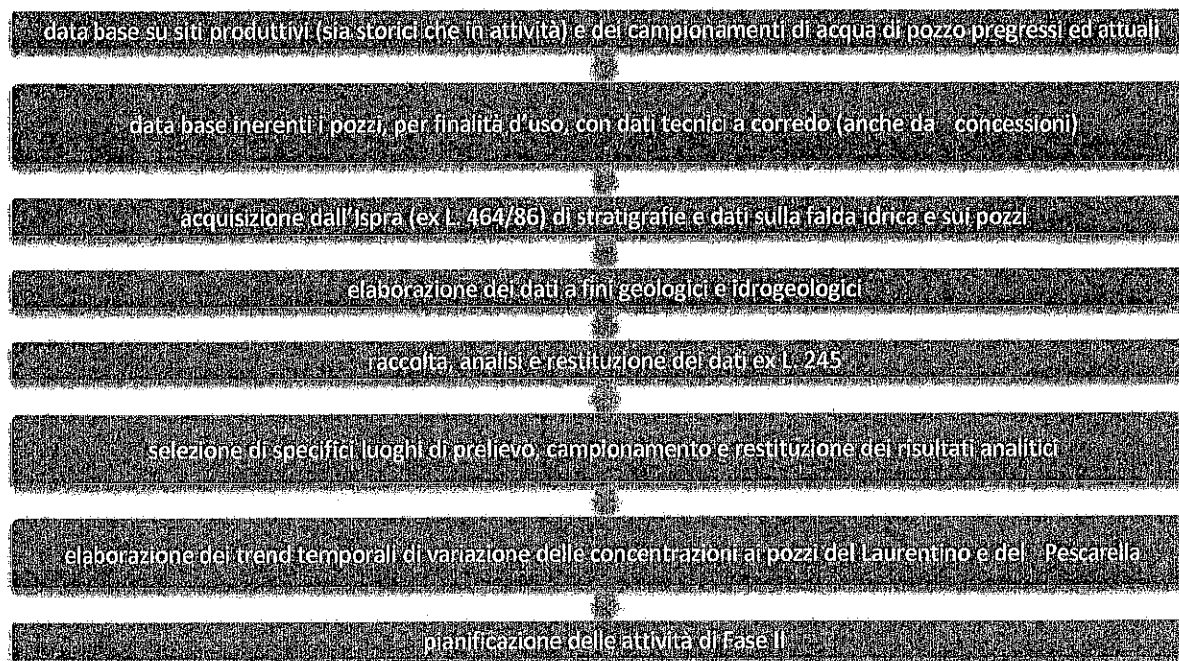 data base su siti produttivi (sia storici che in attività) e dei campionamenti di acqua di pozzo pregressi ed attuali
data base inerenti i pozzi, per finalità d'uso, con dati tecnici a corredo (anche da concessioni)
acquisizione dall'Ispra (ex L. 464/86) di stratigrafie e dati sulla falda idrica e sui pozzi
elaborazione dei dati a fini geologici e idrogeologici
raccolta, analisi e restituzione dei dati ex L. 245
selezione di specifici luoghi di prelievo, campionamento e restituzione dei risultati analitici
elaborazione dei trend temporali di variazione delle concentrazioni ai pozzi del Laurentino e del Pescarella
pianificazione delle attività di Fase II